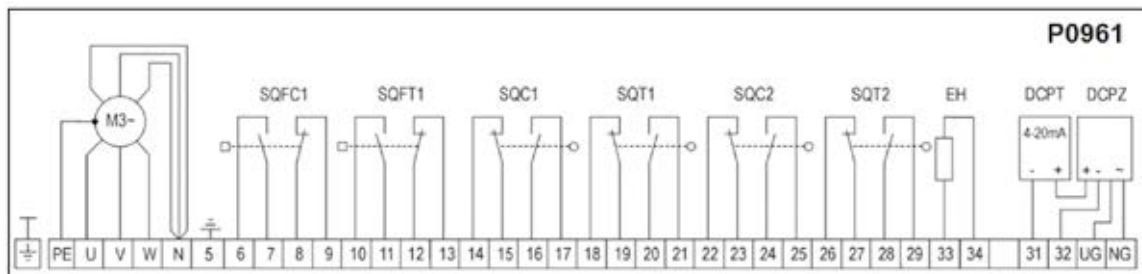 P0961
SQFC1 SQFT1 SQC1 SQT1 SQC2 SQT2 EH DCPT DCPZ
M3~
4-20mA
- + + - ~
PE U V W N 5 6 7 8 9 10 11 12 13 14 15 16 17 18 19 20 21 22 23 24 25 26 27 28 29 33 34 31 32 UG NG